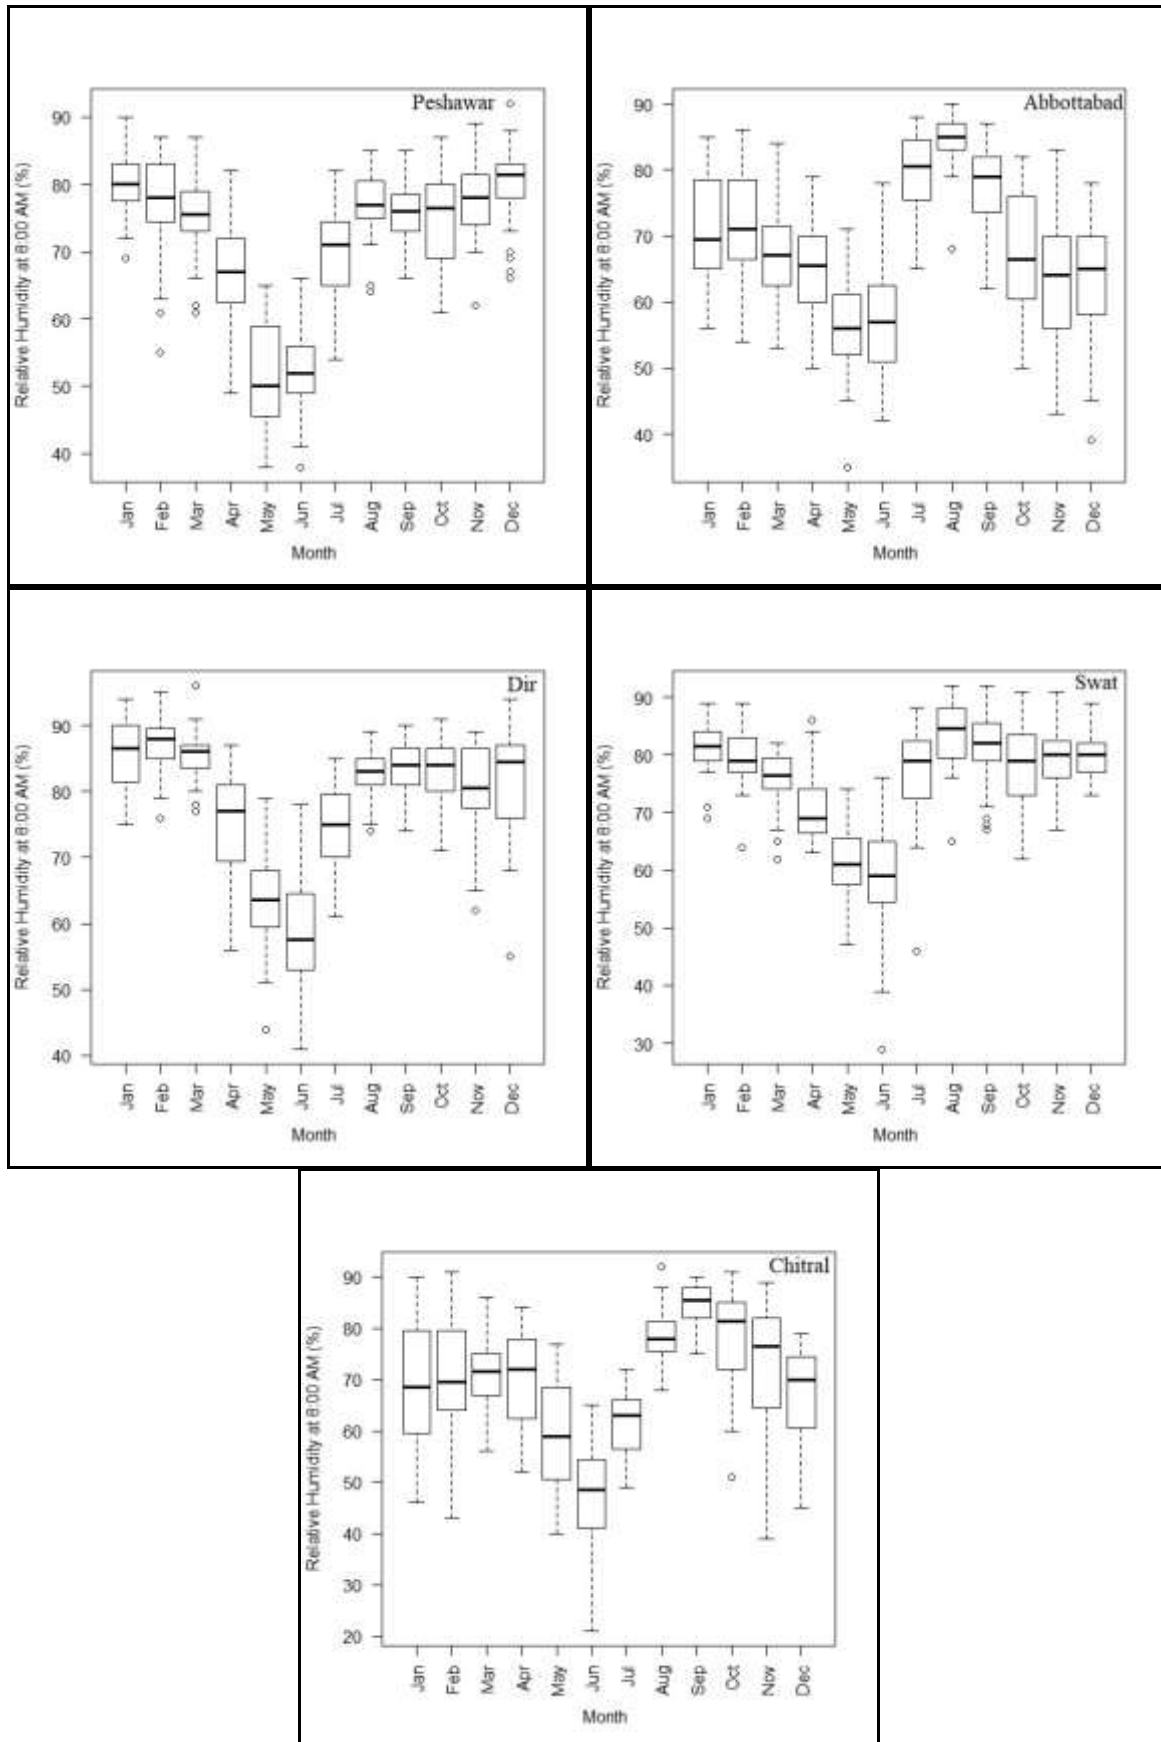 Peshawar
Relative Humidity at 8:00 AM (%)
90
80
70
60
50
40
Jan Feb Mar Apr May Jun Jul Aug Sep Oct Nov Dec
Month
Abbottabad
Relative Humidity at 8:00 AM (%)
90
80
70
60
50
40
Jan Feb Mar Apr May Jun Jul Aug Sep Oct Nov Dec
Month
Dir
Relative Humidity at 8:00 AM (%)
90
80
70
60
50
40
Jan Feb Mar Apr May Jun Jul Aug Sep Oct Nov Dec
Month
Swat
Relative Humidity at 8:00 AM (%)
90
80
70
60
50
40
30
Jan Feb Mar Apr May Jun Jul Aug Sep Oct Nov Dec
Month
Chitral
Relative Humidity at 8:00 AM (%)
90
80
70
60
50
40
30
20
Jan Feb Mar Apr May Jun Jul Aug Sep Oct Nov Dec
Month